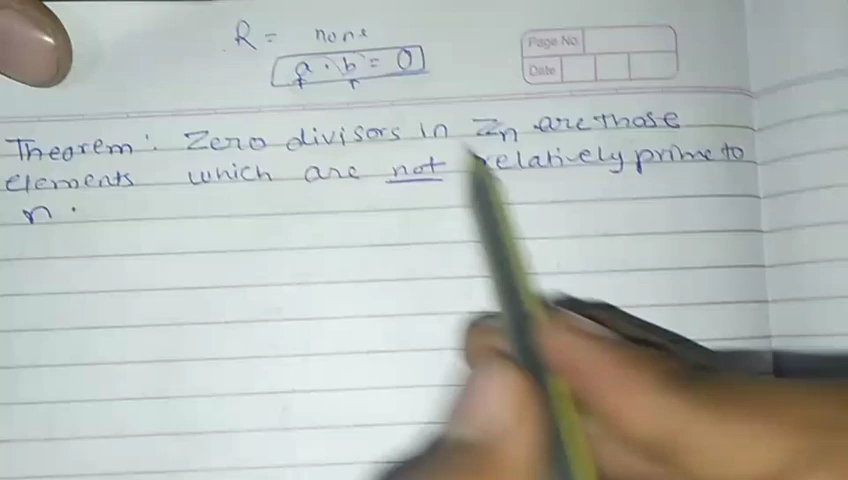 R = none
a · b = 0
Page No
Date
Theorem : Zero divisors in Zn are those
elements which are not relatively prime to
n .